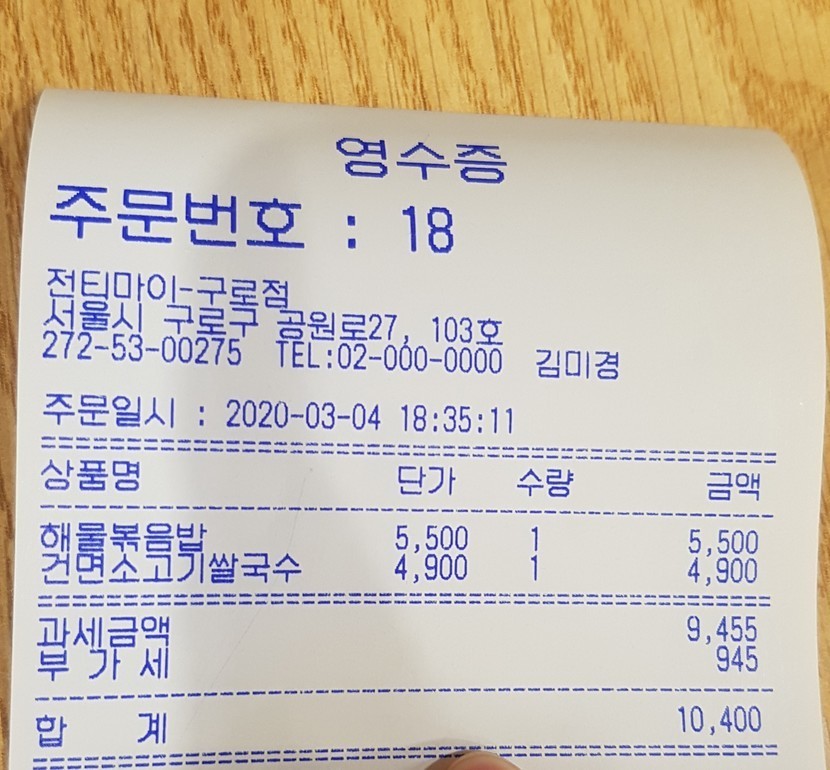 영수증
주문번호 : 18
전티마이-구로점
서울시 구로구 공원로27, 103호
272-53-00275 TEL:02-000-0000 김미경
주문일시 : 2020-03-04 18:35:11
상품명 단가 수량 금액
해물볶음밥 5,500 1 5,500
건면소고기쌀국수 4,900 1 4,900
과세금액 9,455
부 가 세 945
합 계 10,400